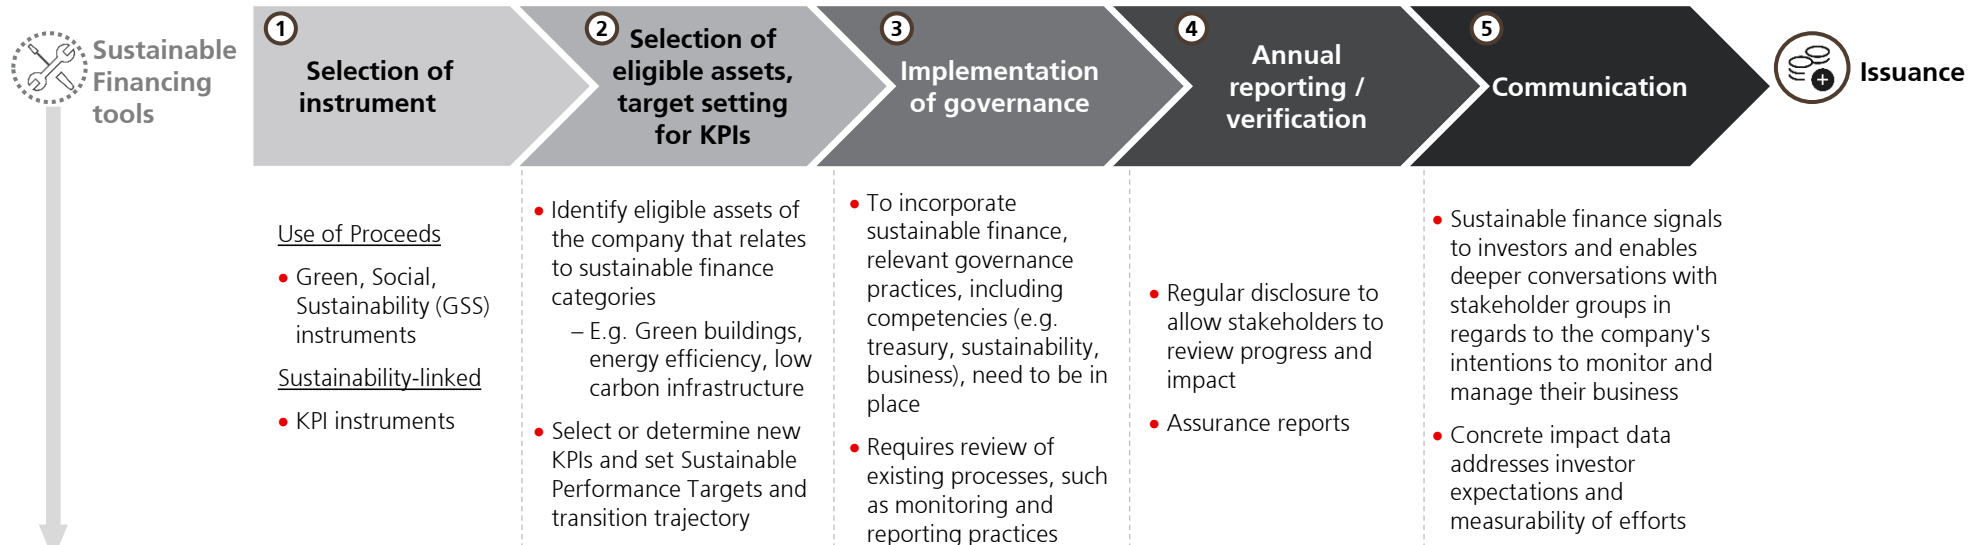 Sustainable
Financing
tools
1
Selection of
instrument
2
Selection of
eligible assets,
target setting
for KPIs
3
Implementation
of governance
4
Annual
reporting /
verification
5
Communication
Issuance
Use of Proceeds
• Green, Social,
Sustainability (GSS)
instruments
Sustainability-linked
• KPI instruments
• Identify eligible assets of
the company that relates
to sustainable finance
categories
– E.g. Green buildings,
energy efficiency, low
carbon infrastructure
• Select or determine new
KPIs and set Sustainable
Performance Targets and
transition trajectory
• To incorporate
sustainable finance,
relevant governance
practices, including
competencies (e.g.
treasury, sustainability,
business), need to be in
place
• Requires review of
existing processes, such
as monitoring and
reporting practices
• Regular disclosure to
allow stakeholders to
review progress and
impact
• Assurance reports
• Sustainable finance signals
to investors and enables
deeper conversations with
stakeholder groups in
regards to the company's
intentions to monitor and
manage their business
• Concrete impact data
addresses investor
expectations and
measurability of efforts